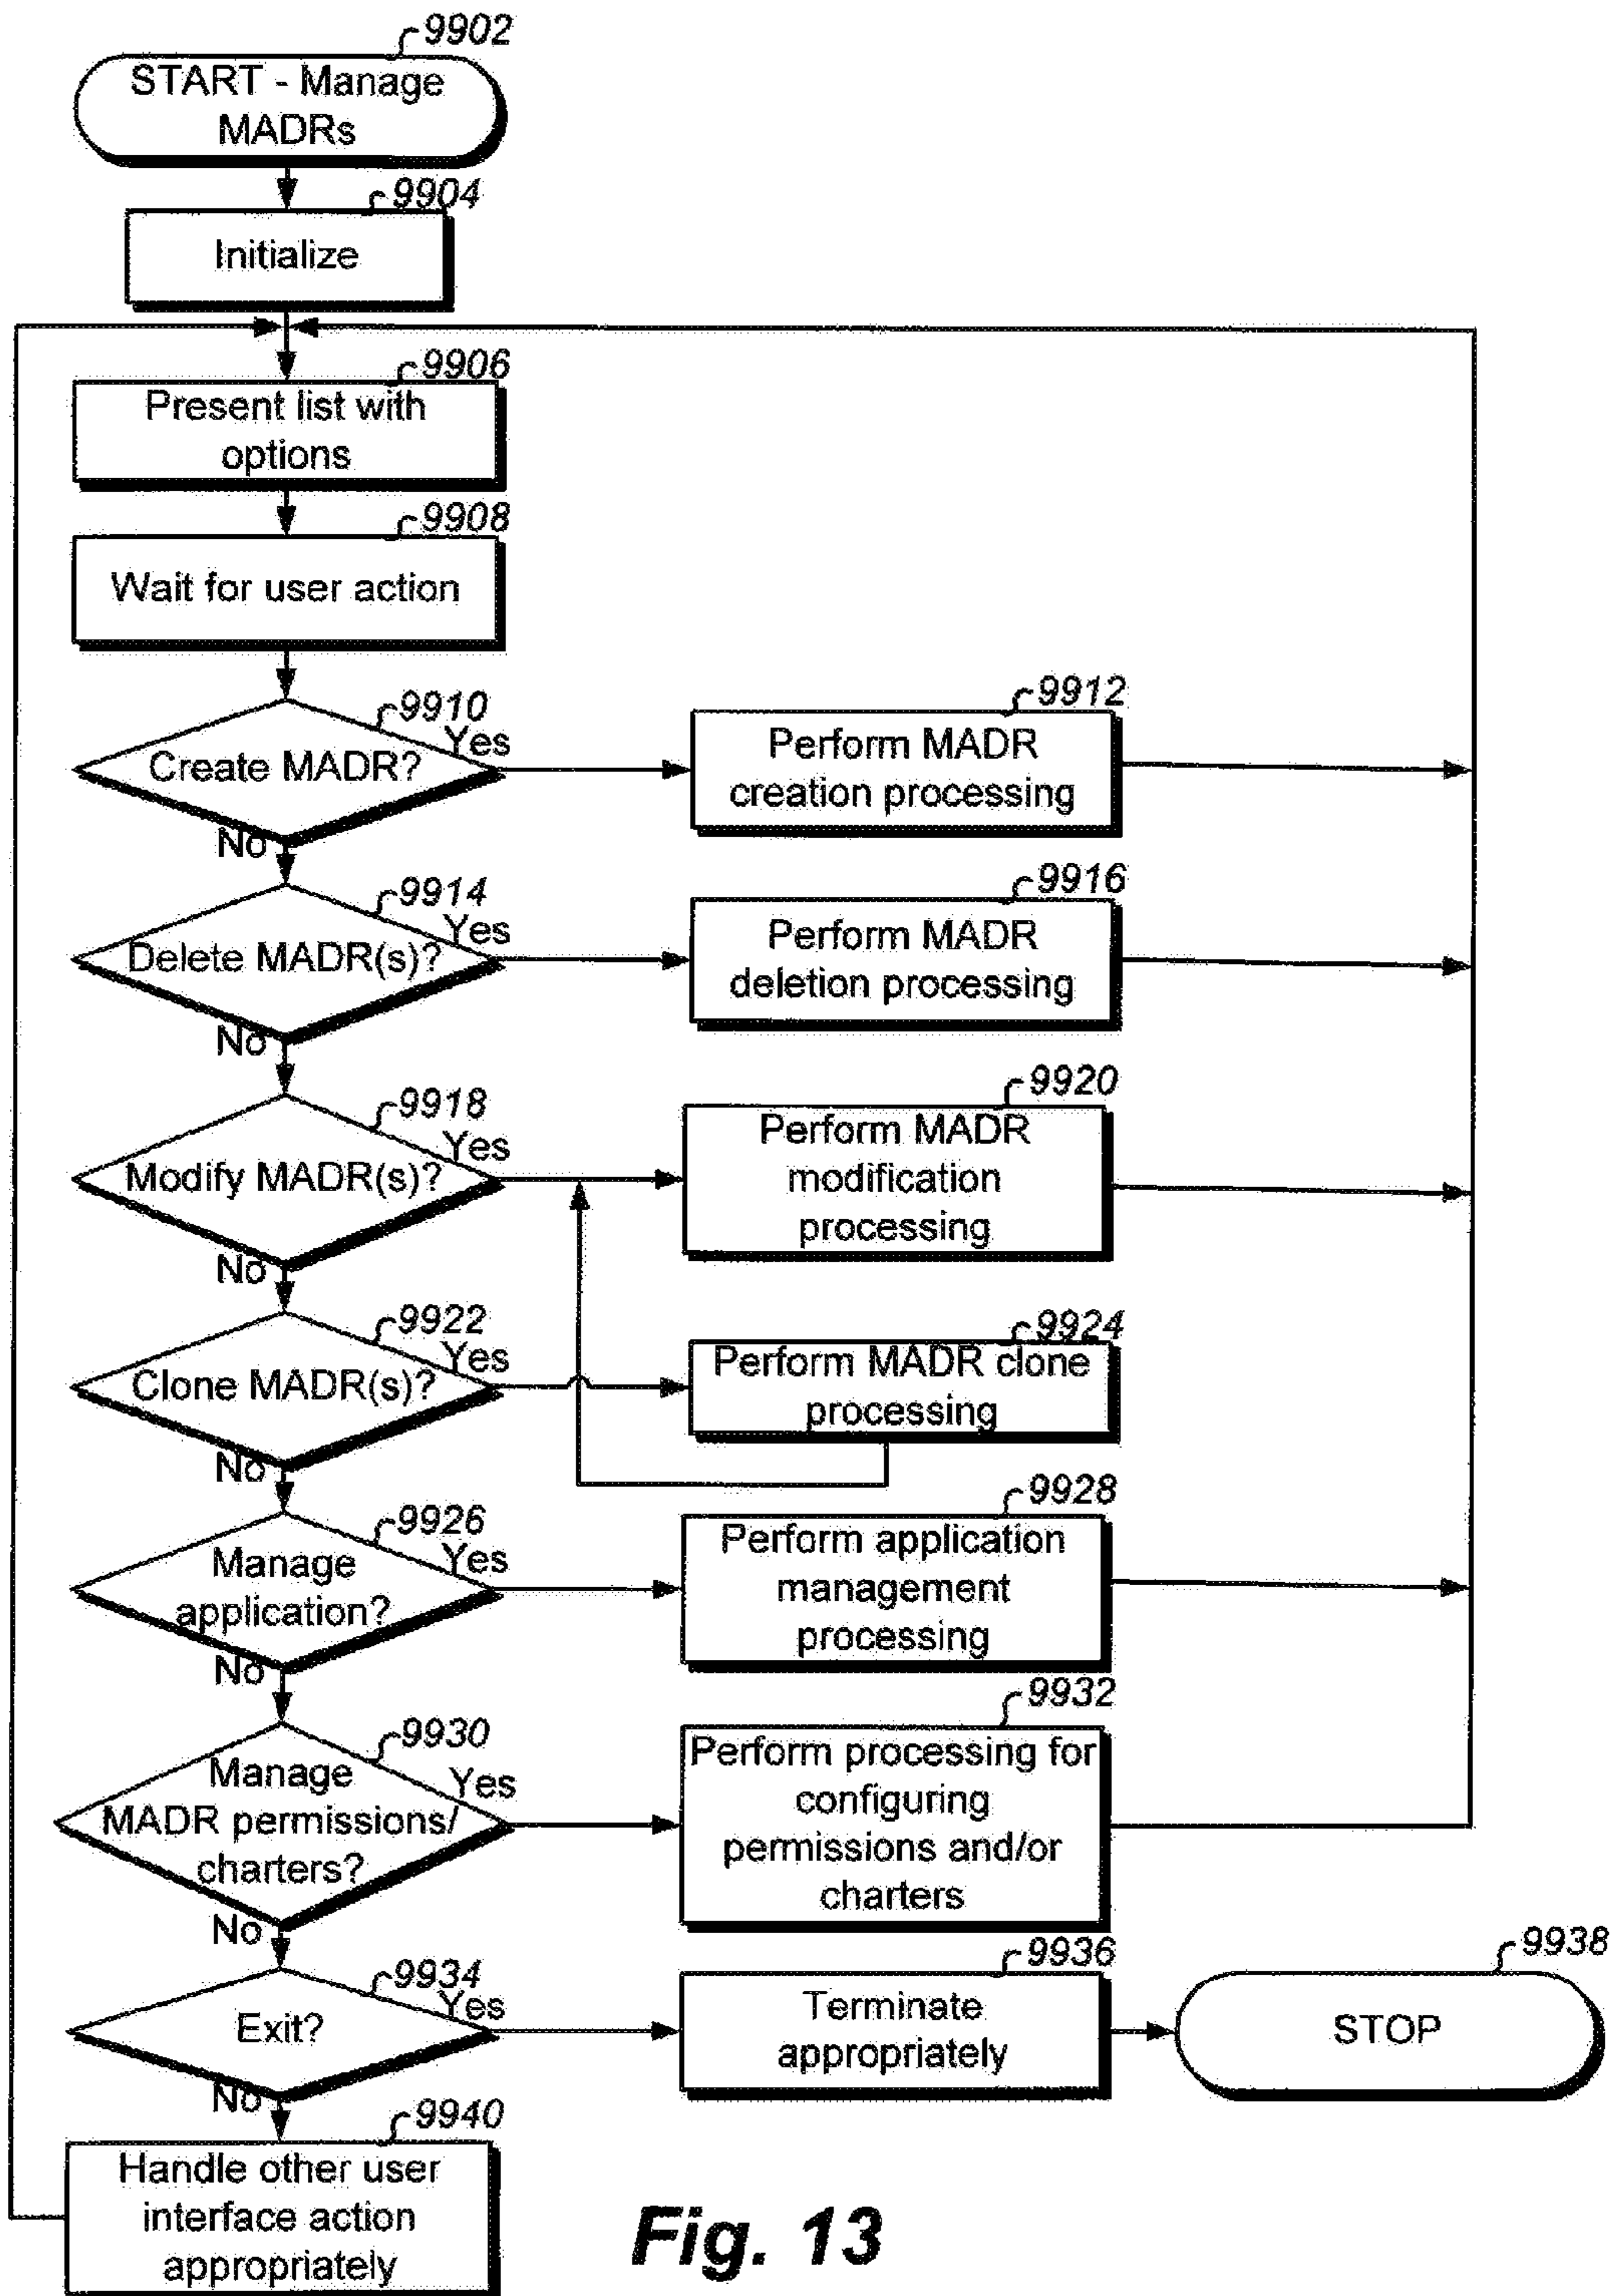 9902
START - Manage
MADRs
9904
Initialize
9906
Present list with
options
9908
Wait for user action
9910
Create MADR?
Yes
No
9912
Perform MADR
creation processing
9914
Delete MADR(s)?
Yes
No
9916
Perform MADR
deletion processing
9918
Modify MADR(s)?
Yes
No
9920
Perform MADR
modification
processing
9922
Clone MADR(s)?
Yes
No
9924
Perform MADR clone
processing
9926
Manage
application?
Yes
No
9928
Perform application
management
processing
9930
Manage
MADR permissions/
charters?
Yes
No
9932
Perform processing for
configuring
permissions and/or
charters
9934
Exit?
Yes
No
9936
Terminate
appropriately
9938
STOP
9940
Handle other user
interface action
appropriately
Fig. 13